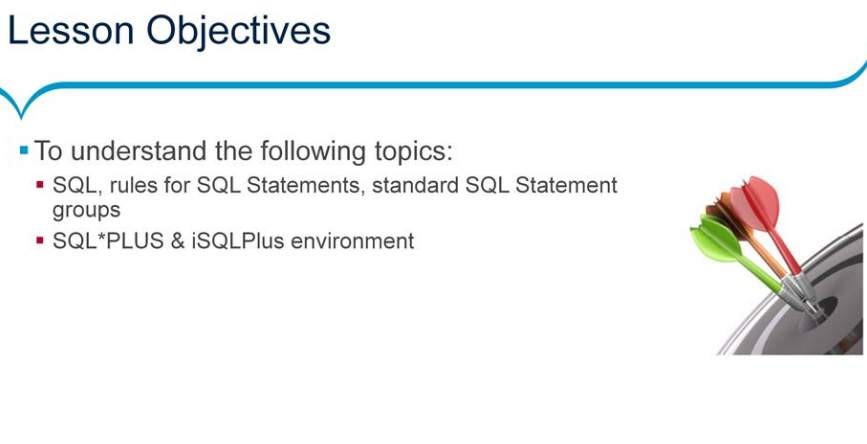 Lesson Objectives
To understand the following topics:
SQL, rules for SQL Statements, standard SQL Statement
groups
SQL*PLUS & iSQLPlus environment